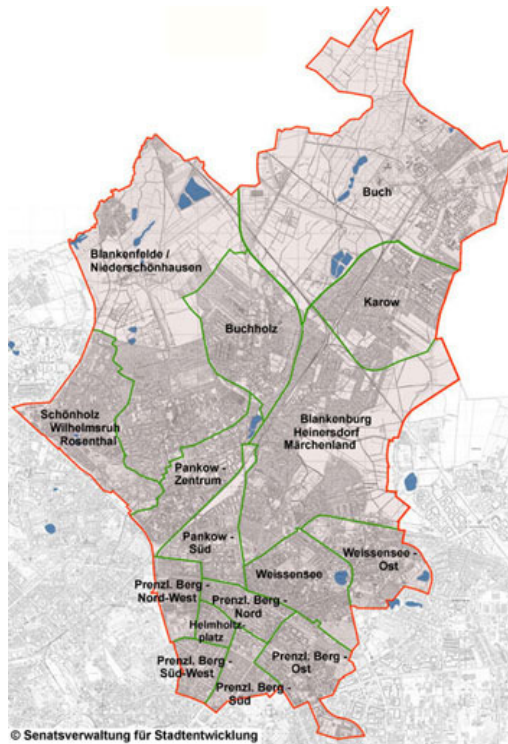 Buch
Blankenfelde /
Niederschönhausen
Karow
Buchholz
Schönholz
Wilhelmsruh
Rosenthal
Blankenburg
Heinersdorf
Märchenland
Pankow -
Zentrum
Pankow -
Süd
Weissensee -
Ost
Weissensee
Prenzl. Berg -
Nord-West
Prenzl. Berg -
Nord
Helmholtz-
platz
Prenzl. Berg -
Süd-West
Prenzl. Berg -
Ost
Prenzl. Berg -
Süd
© Senatsverwaltung für Stadtentwicklung